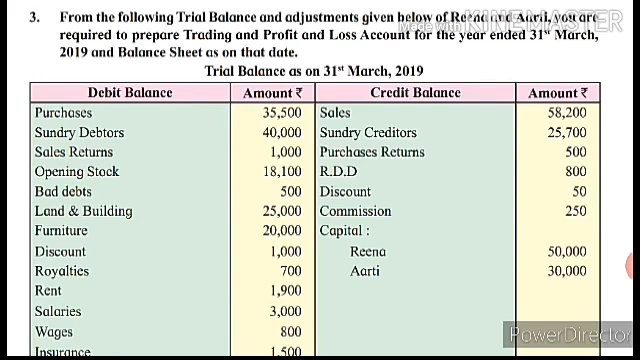 3. From the following Trial Balance and adjustments given below of Reena and Aarti, you are
required to prepare Trading and Profit and Loss Account for the year ended 31st March,
2019 and Balance Sheet as on that date.
Made with KINEMASTER
Trial Balance as on 31st March, 2019
Debit Balance Amount ₹ Credit Balance Amount ₹
Purchases 35,500 Sales 58,200
Sundry Debtors 40,000 Sundry Creditors 25,700
Sales Returns 1,000 Purchases Returns 500
Opening Stock 18,100 R.D.D 800
Bad debts 500 Discount 50
Land & Building 25,000 Commission 250
Furniture 20,000 Capital :
Discount 1,000 Reena 50,000
Royalties 700 Aarti 30,000
Rent 1,900
Salaries 3,000
Wages 800
Insurance 1,500
PowerDirector